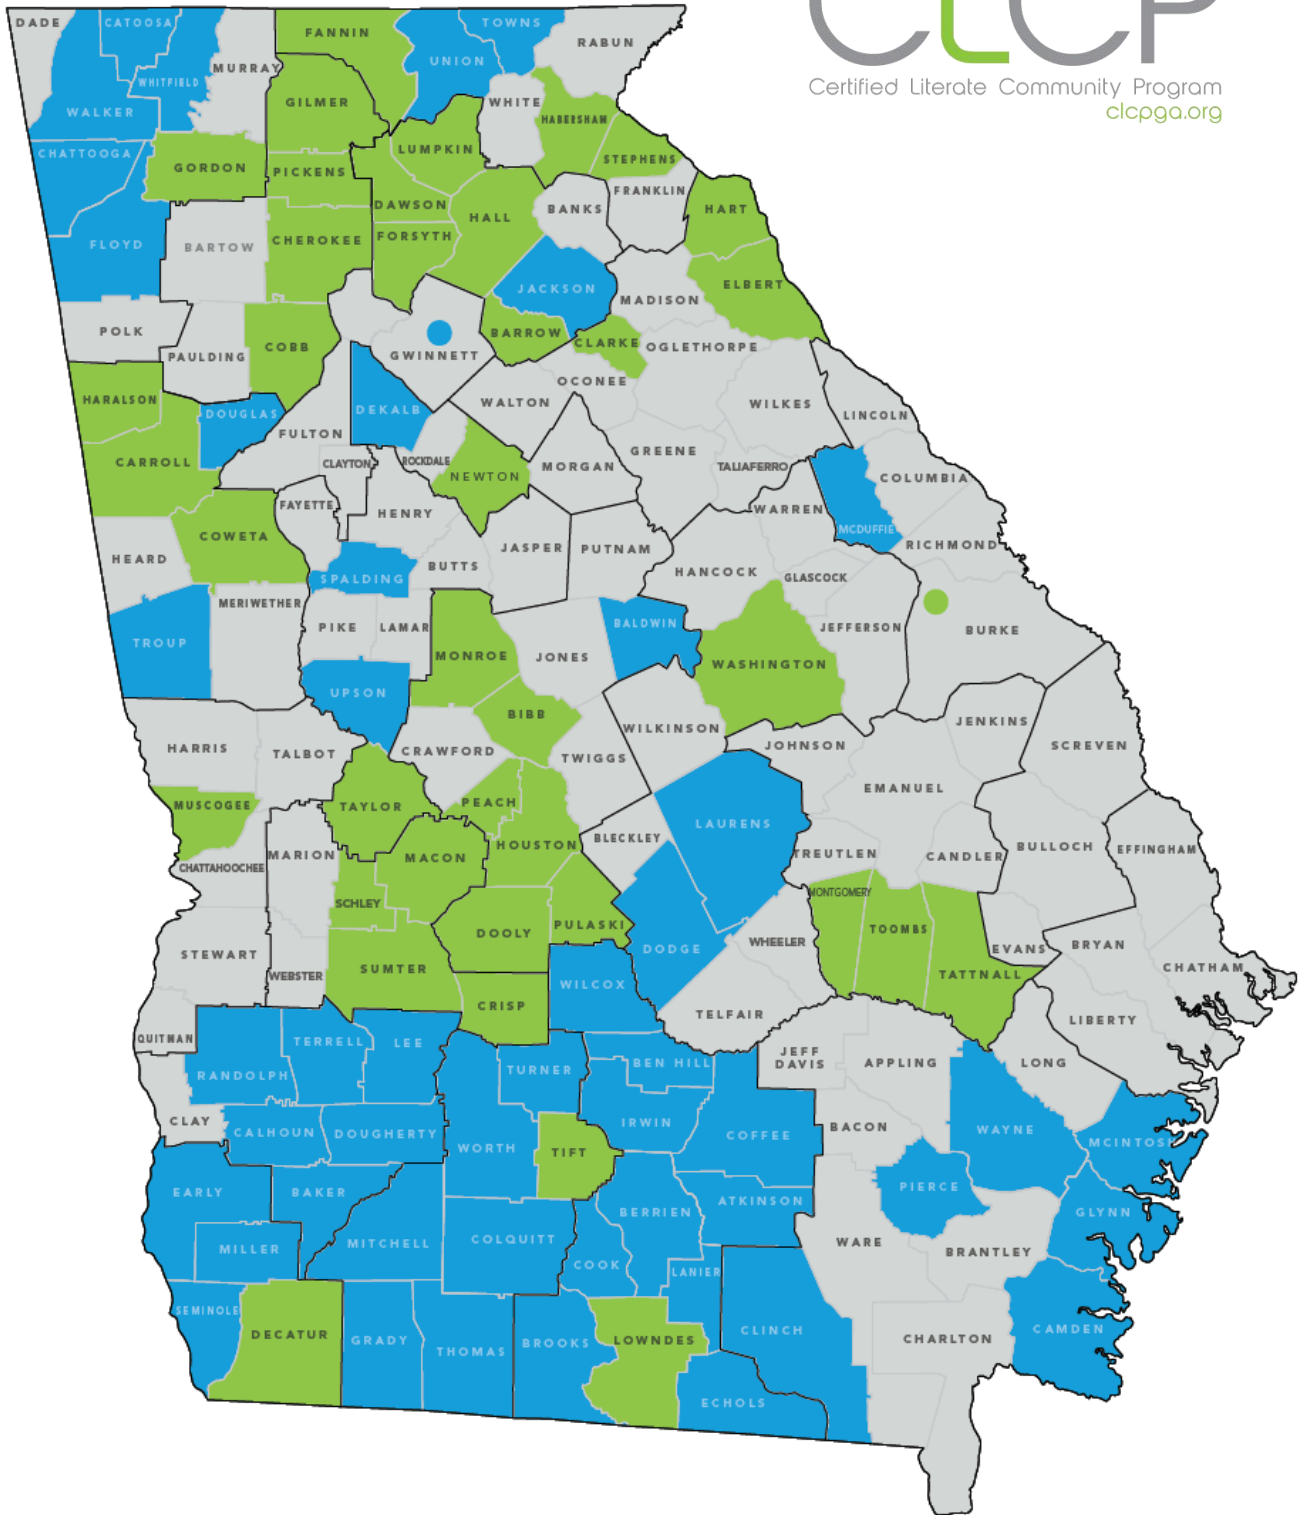 CLCP
Certified Literate Community Program
clcpga.org
DADE
CATOOSA
FANNIN
TOWNS
RABUN
UNION
MURRAY
WHITFIELD
WALKER
GILMER
WHITE
HABERSHAM
CHATTOOGA
GORDON
PICKENS
LUMPKIN
STEPHENS
FRANKLIN
DAWSON
HALL
BANKS
HART
FLOYD
BARTOW
CHEROKEE
FORSYTH
JACKSON
MADISON
ELBERT
POLK
PAULDING
COBB
GWINNETT
BARROW
CLARKE
OGLETHORPE
OCONEE
HARALSON
DOUGLAS
DEKALB
WALTON
WILKES
LINCOLN
FULTON
CARROLL
CLAYTON
ROCKDALE
NEWTON
MORGAN
GREENE
TALIAFERRO
COLUMBIA
FAYETTE
HENRY
WARREN
MCDUFFIE
COWETA
HEARD
SPALDING
BUTTS
JASPER
PUTNAM
HANCOCK
GLASCOCK
RICHMOND
MERIWETHER
PIKE
LAMAR
BALDWIN
JEFFERSON
BURKE
TROUP
MONROE
JONES
WASHINGTON
UPSON
BIBB
WILKINSON
JENKINS
SCREVEN
HARRIS
TALBOT
CRAWFORD
TWIGGS
JOHNSON
EMANUEL
MUSCOGEE
TAYLOR
PEACH
LAURENS
CHATTAHOOCHEE
MARION
MACON
HOUSTON
BLECKLEY
TREUTLEN
CANDLER
BULLOCH
EFFINGHAM
SCHLEY
MONTGOMERY
DOOLY
PULASKI
TOOMBS
STEWART
WEBSTER
SUMTER
DODGE
WHEELER
TATTNALL
EVANS
BRYAN
CHATHAM
CRISP
WILCOX
TELFAIR
LIBERTY
QUITMAN
TERRELL
LEE
RANDOLPH
TURNER
BEN HILL
JEFF
DAVIS
APPLING
LONG
CLAY
CALHOUN
DOUGHERTY
WORTH
TIFT
IRWIN
COFFEE
BACON
WAYNE
MCINTOSH
EARLY
BAKER
BERRIEN
ATKINSON
PIERCE
GLYNN
MILLER
MITCHELL
COLQUITT
COOK
LANIER
WARE
BRANTLEY
SEMINOLE
DECATUR
GRADY
THOMAS
BROOKS
LOWNDES
CLINCH
CHARLTON
CAMDEN
ECHOLS